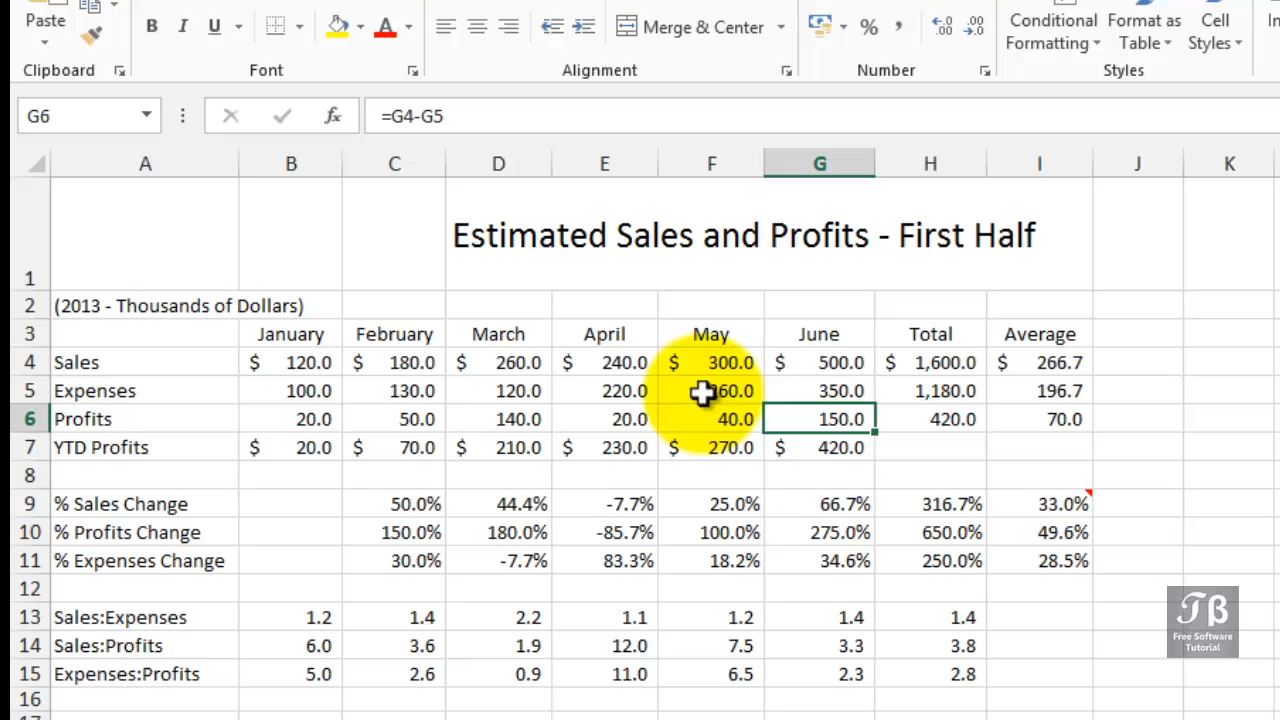 Paste B I U Merge & Center % , .00 .00 Conditional Formatting Format as Table Cell Styles
Clipboard Font Alignment Number Styles
G6 fx =G4-G5
A B C D E F G H I J K
1 Estimated Sales and Profits - First Half
2 (2013 - Thousands of Dollars)
3 January February March April May June Total Average
4 Sales $ 120.0 $ 180.0 $ 260.0 $ 240.0 $ 300.0 $ 500.0 $ 1,600.0 $ 266.7
5 Expenses 100.0 130.0 120.0 220.0 350.0 1,180.0 196.7
6 Profits 20.0 50.0 140.0 20.0 40.0 150.0 420.0 70.0
7 YTD Profits $ 20.0 $ 70.0 $ 210.0 $ 230.0 $ 270.0 $ 420.0
8
9 % Sales Change 50.0% 44.4% -7.7% 25.0% 66.7% 316.7% 33.0%
10 % Profits Change 150.0% 180.0% -85.7% 100.0% 275.0% 650.0% 49.6%
11 % Expenses Change 30.0% -7.7% 83.3% 18.2% 34.6% 250.0% 28.5%
12
13 Sales:Expenses 1.2 1.4 2.2 1.1 1.2 1.4 1.4
14 Sales:Profits 6.0 3.6 1.9 12.0 7.5 3.3 3.8
15 Expenses:Profits 5.0 2.6 0.9 11.0 6.5 2.3 2.8
16
Free Software
Tutorial